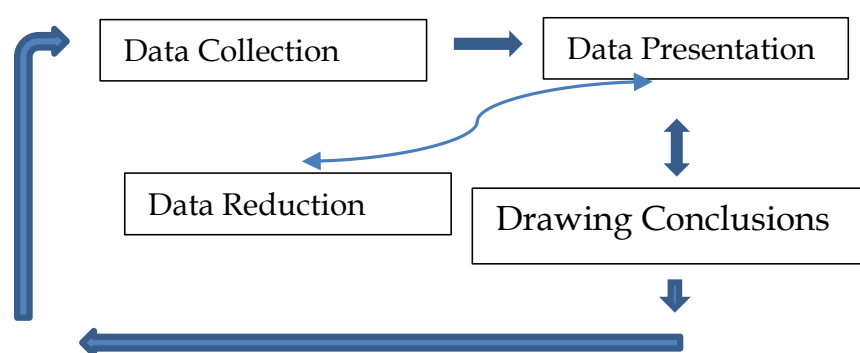 Data Collection
Data Presentation
Data Reduction
Drawing Conclusions